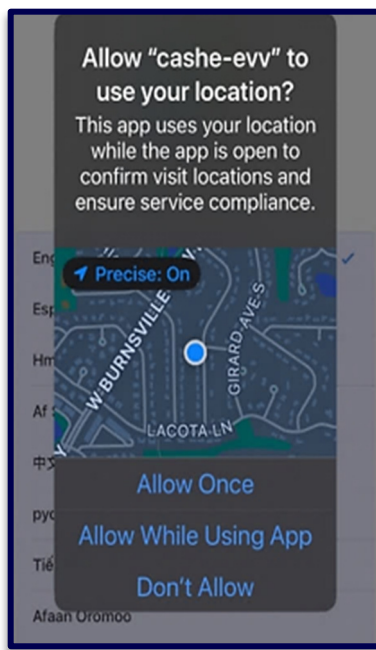 Allow “cashe-evv” to
use your location?
This app uses your location
while the app is open to
confirm visit locations and
ensure service compliance.
Precise: On
W BURNSVILLE
GIRARD AVE S
LACOTA LN
Allow Once
Allow While Using App
Don’t Allow
Afaan Oromoo